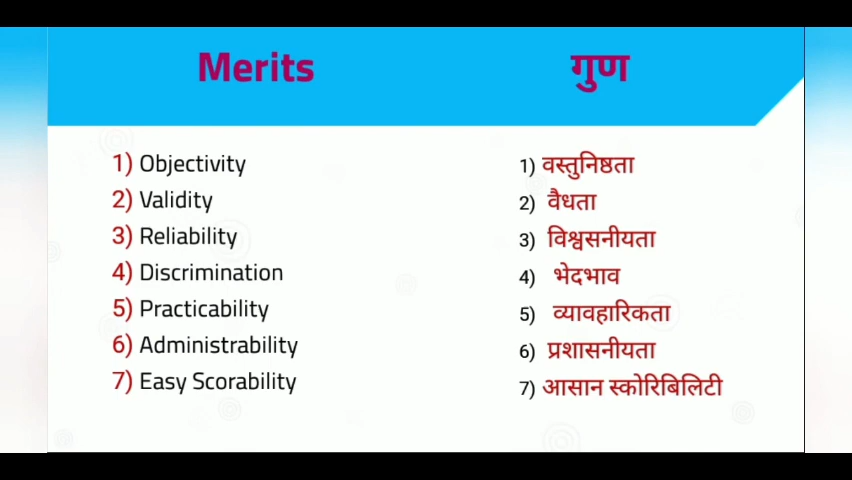 Merits
गुण
1) Objectivity
2) Validity
3) Reliability
4) Discrimination
5) Practicability
6) Administrability
7) Easy Scorability
1) वस्तुनिष्ठता
2) वैधता
3) विश्वसनीयता
4) भेदभाव
5) व्यावहारिकता
6) प्रशासनीयता
7) आसान स्कोरिबिलिटी